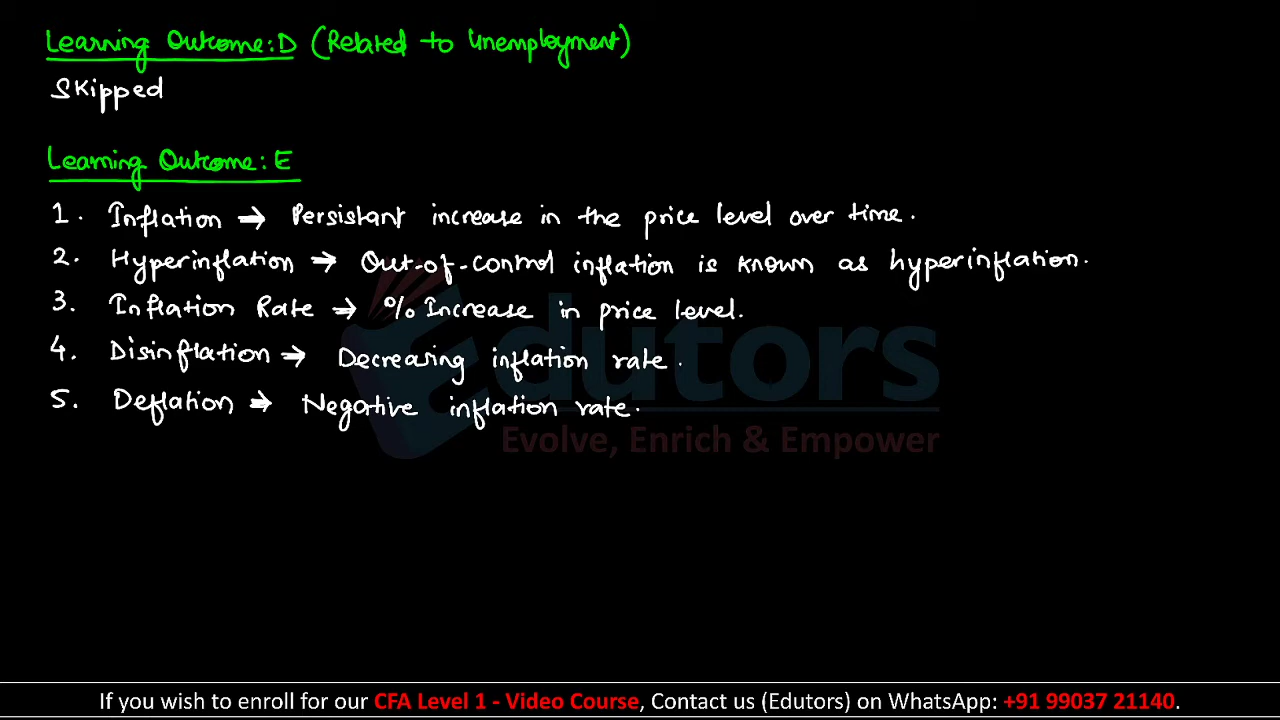 Learning Outcome: D (Related to Unemployment)
Skipped
Learning Outcome: E
1. Inflation → Persistant increase in the price level over time.
2. Hyperinflation → Out-of-control inflation is known as hyperinflation.
3. Inflation Rate → % Increase in price level.
4. Disinflation → Decreasing inflation rate.
5. Deflation → Negative inflation rate.
Edutors
Evolve, Enrich & Empower
If you wish to enroll for our CFA Level 1 - Video Course, Contact us (Edutors) on WhatsApp: +91 99037 21140.